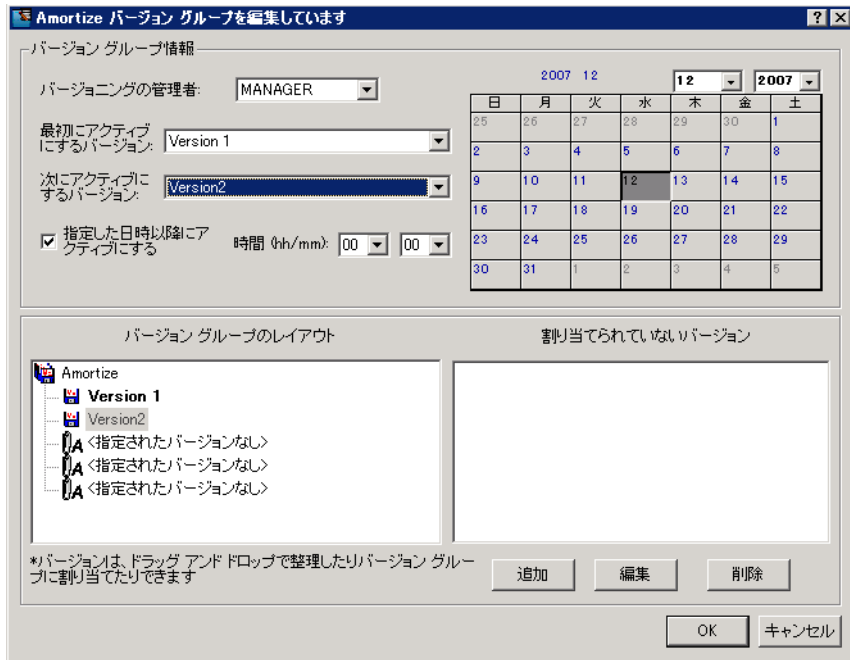 Amortize バージョン グループを編集しています
バージョン グループ情報
バージョニングの管理者:
MANAGER
最初にアクティブ
にするバージョン:
Version 1
次にアクティブに
するバージョン:
Version2
指定した日時以降にア
クティブにする
時間 (hh/mm):
00
00
2007 12
12
2007
日 月 火 水 木 金 土
25 26 27 28 29 30 1
2 3 4 5 6 7 8
9 10 11 12 13 14 15
16 17 18 19 20 21 22
23 24 25 26 27 28 29
30 31 1 2 3 4 5
バージョン グループのレイアウト
Amortize
Version 1
Version2
<指定されたバージョンなし>
<指定されたバージョンなし>
<指定されたバージョンなし>
割り当てられていないバージョン
*バージョンは、ドラッグ アンド ドロップで整理したりバージョン グルー
プに割り当てたりできます
追加
編集
削除
OK
キャンセル